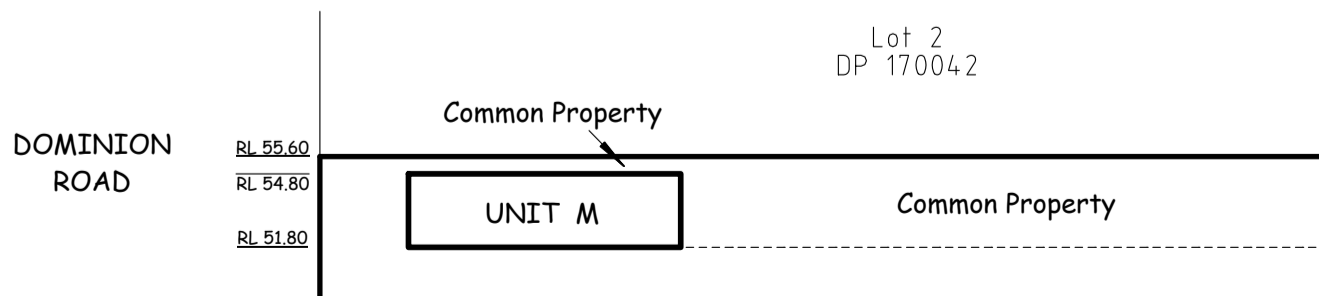 Lot 2
DP 170042
Common Property
DOMINION
ROAD
RL 55.60
RL 54.80
UNIT M
Common Property
RL 51.80